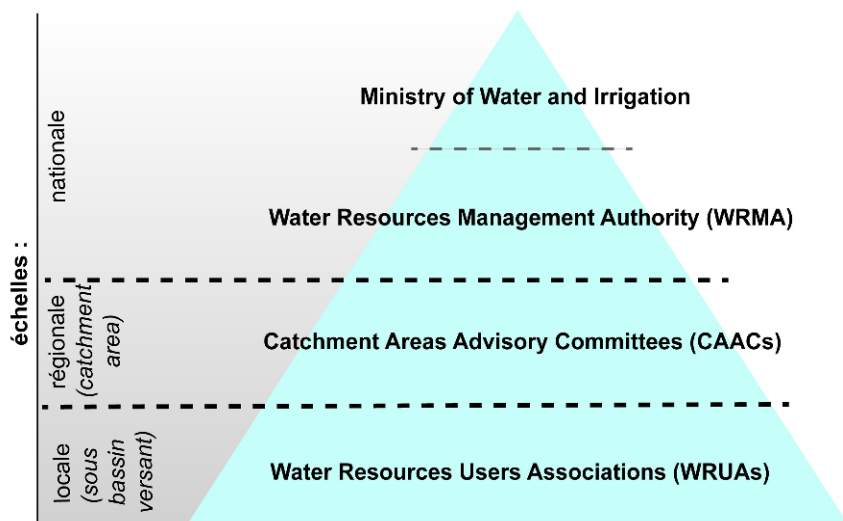 échelles :
nationale
Ministry of Water and Irrigation
Water Resources Management Authority (WRMA)
régionale
(catchment
area)
Catchment Areas Advisory Committees (CAACs)
locale
(sous
bassin
versant)
Water Resources Users Associations (WRUAs)